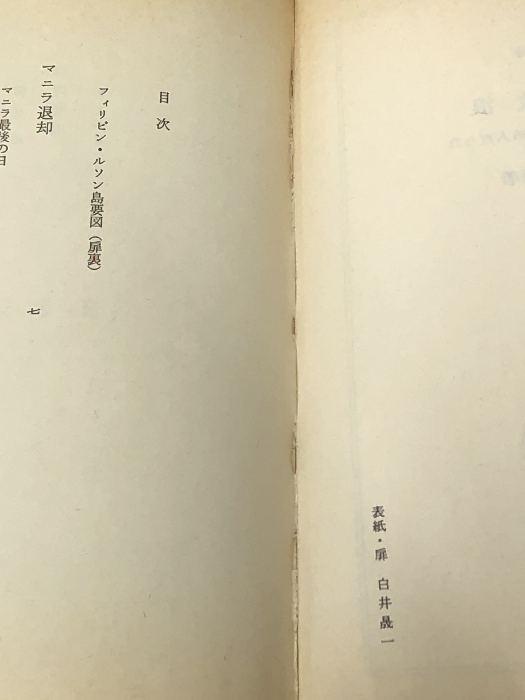 表紙・扉 白井晟一
目次
フィリピン・ルソン島要図（扉裏）
マニラ退却
七
マニラ最後の日